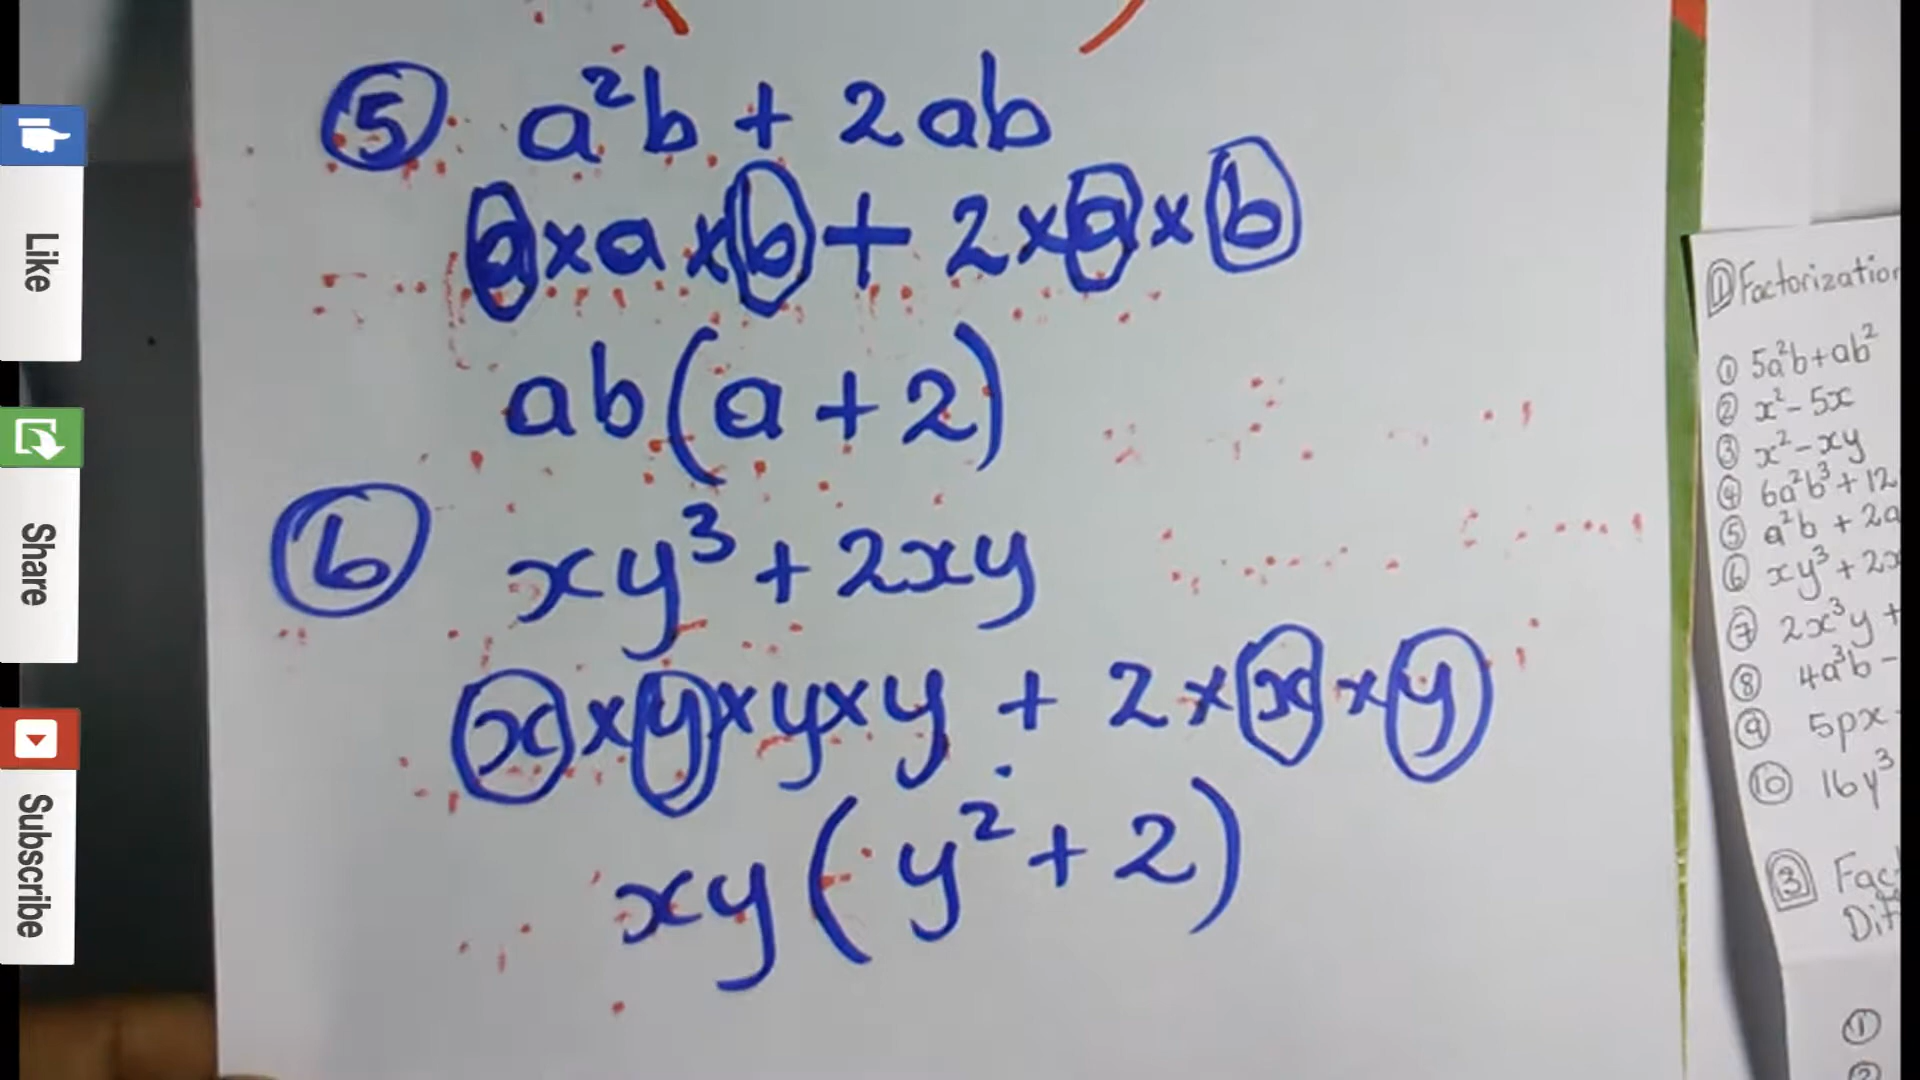 Like
Share
Subscribe
⑤ a²b + 2ab
a×a×b + 2×a×b
ab(a+2)
⑥ xy³ + 2xy
x×y×y×y + 2×x×y
xy(y²+2)
① Factorization
① 5a²b+ab²
② x²-5x
③ x²-xy
④ 6a²b³+12
⑤ a²b + 2a
⑥ xy³+2x
⑦ 2x³y +
⑧ 4a³b -
⑨ 5px
⑩ 16y³
③ Fac
①
②